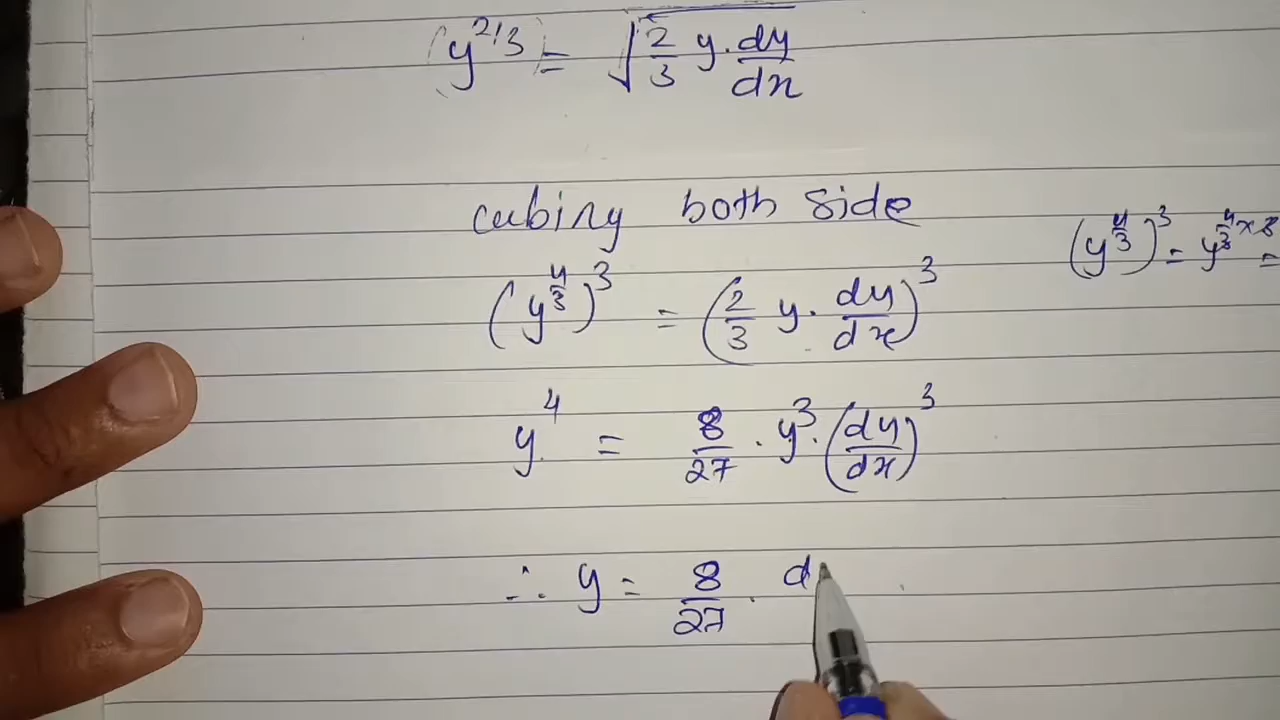 (y^{2/3}) = √(2/3 y · dy/dx)
cubing both side
(y^{4/3})^3 = (2/3 y · dy/dx)^3
(y^{4/3})^3 = y^{4/3 × 3} =
y^4 = 8/27 · y^3 · (dy/dx)^3
∴ y = 8/27 · d